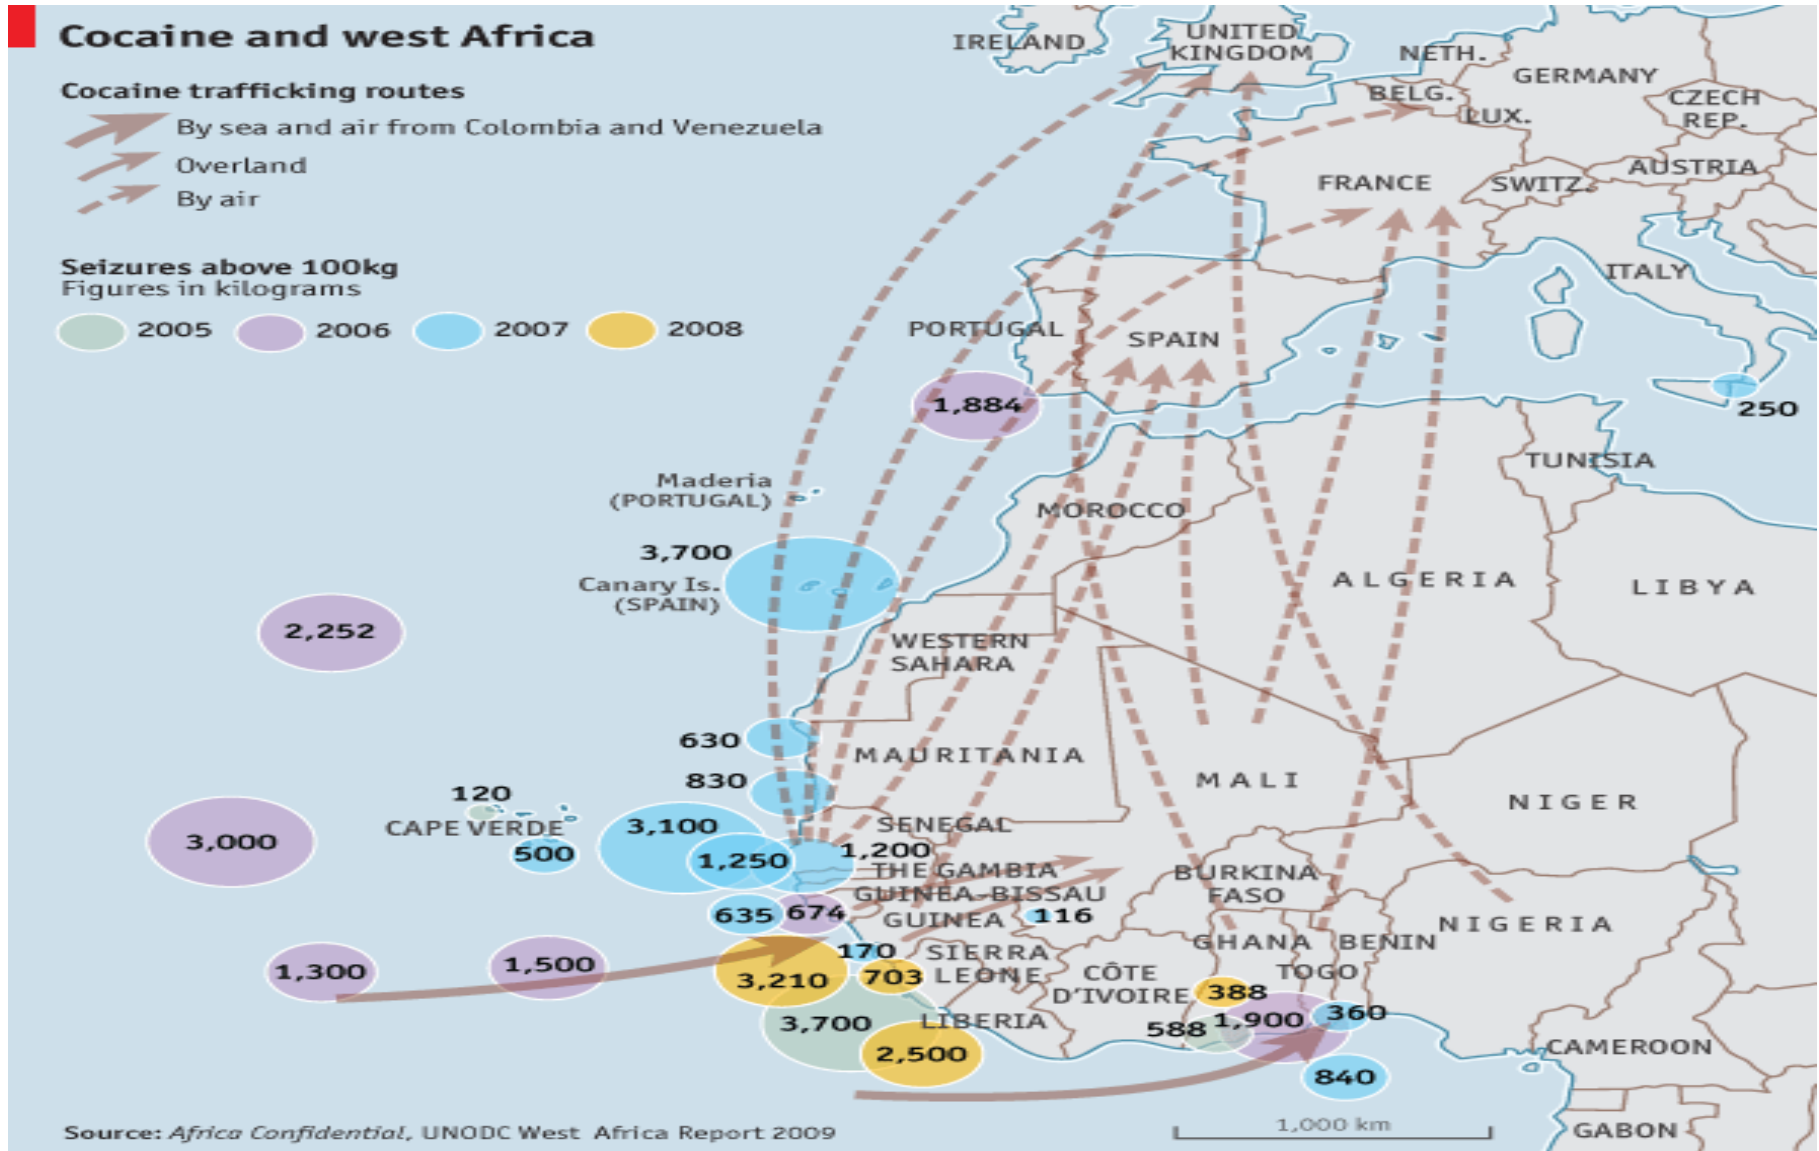 Cocaine and west Africa
Cocaine trafficking routes
By sea and air from Colombia and Venezuela
Overland
By air
Seizures above 100kg
Figures in kilograms
2005
2006
2007
2008
IRELAND
UNITED
KINGDOM
NETH.
GERMANY
BELG.
LUX.
CZECH
REP.
FRANCE
SWITZ.
AUSTRIA
ITALY
PORTUGAL
SPAIN
1,884
250
TUNISIA
Maderia
(PORTUGAL)
MOROCCO
3,700
Canary Is.
(SPAIN)
ALGERIA
LIBYA
2,252
WESTERN
SAHARA
630
MAURITANIA
830
MALI
NIGER
120
CAPE VERDE
500
3,000
3,100
1,250
SENEGAL
1,200
THE GAMBIA
GUINEA-BISSAU
BURKINA
FASO
635
674
GUINEA
116
NIGERIA
GHANA
BENIN
170
SIERRA
LEONE
1,300
1,500
3,210
703
CÔTE
D'IVOIRE
TOGO
388
3,700
LIBERIA
588
1,900
360
2,500
CAMEROON
840
GABON
1,000 km
Source: Africa Confidential, UNODC West Africa Report 2009